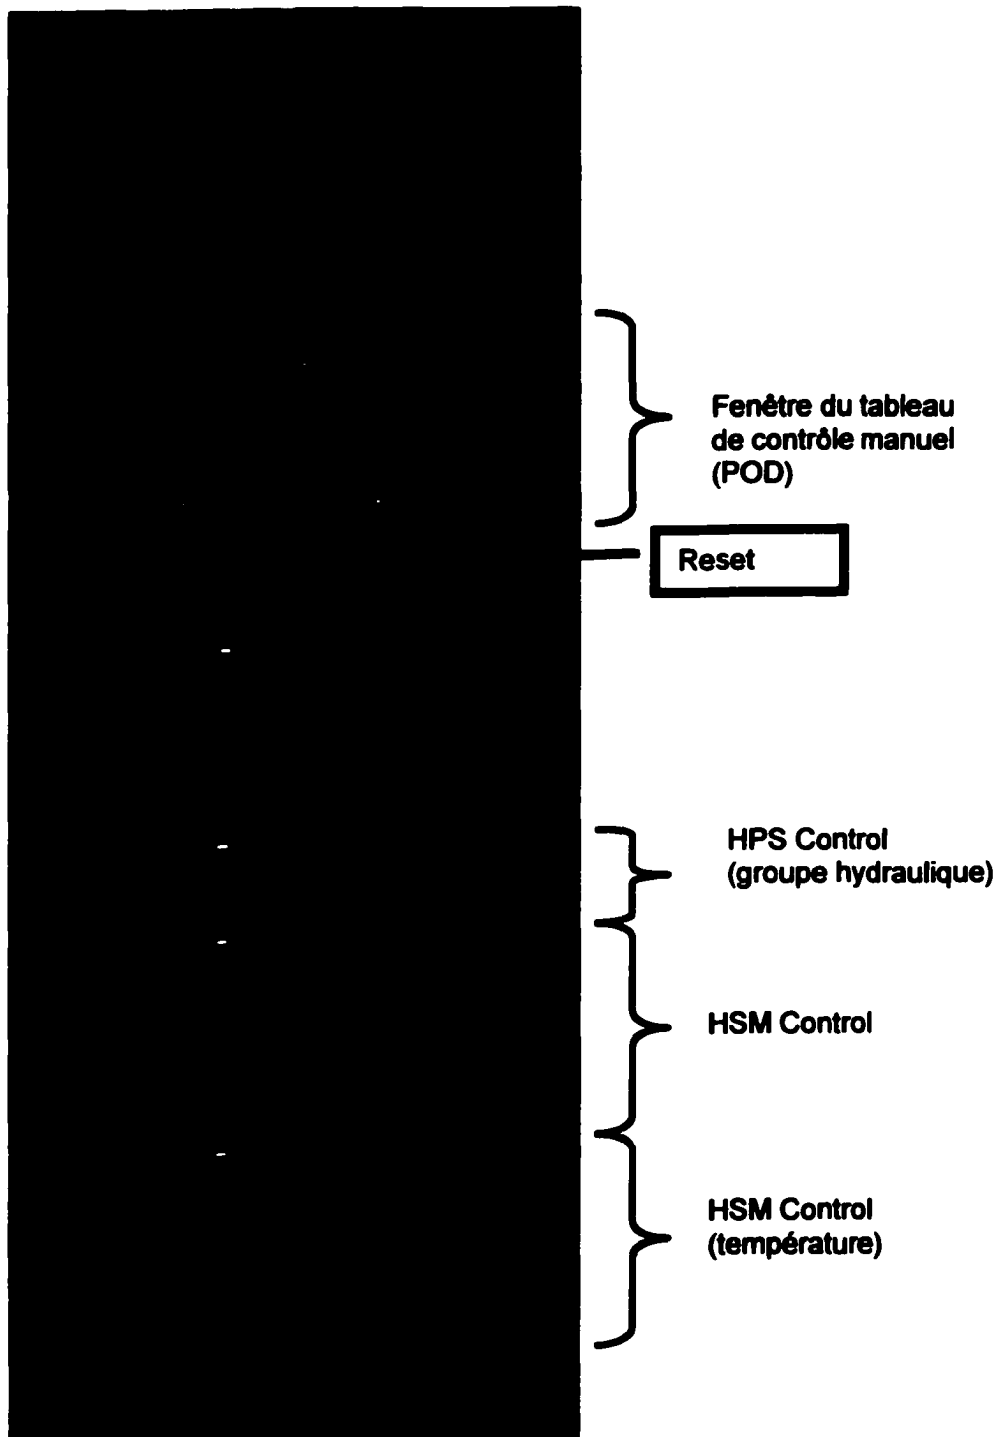 Fenêtre du tableau
de contrôle manuel
(POD)
Reset
HPS Control
(groupe hydraulique)
HSM Control
HSM Control
(température)